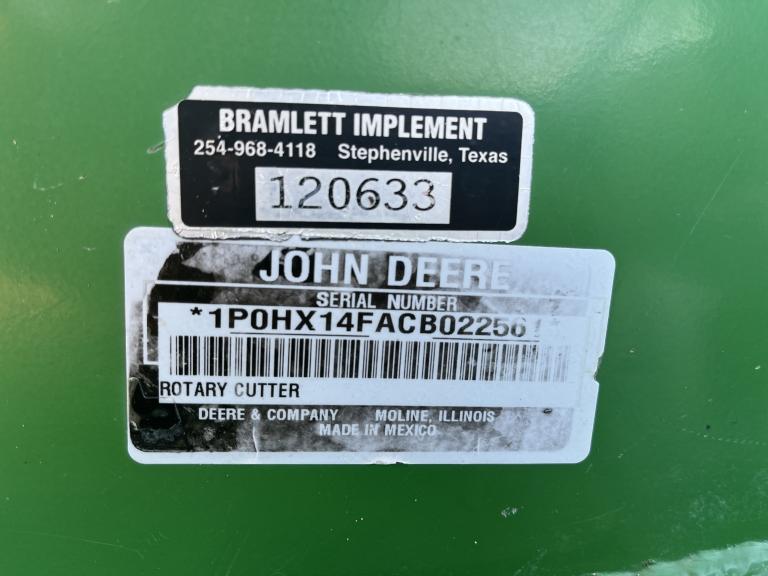 BRAMLETT IMPLEMENT
254-968-4118 Stephenville, Texas
120633
JOHN DEERE
SERIAL NUMBER
*1P0HX14FACB022561*
ROTARY CUTTER
DEERE & COMPANY MOLINE, ILLINOIS
MADE IN MEXICO